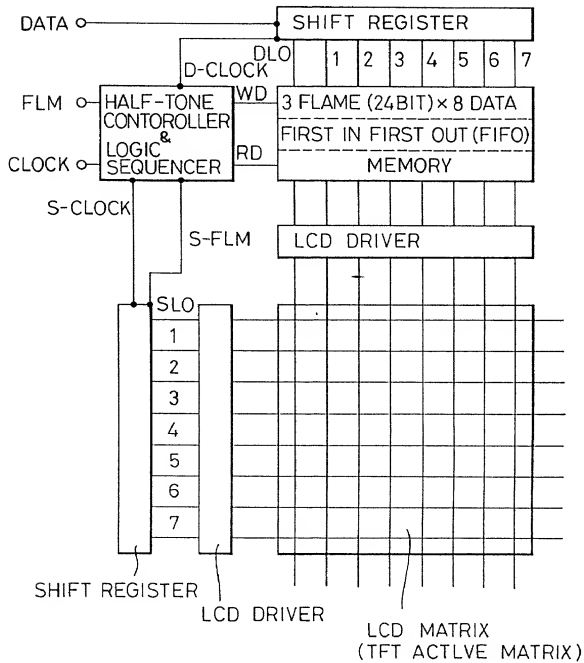 DATA
SHIFT REGISTER
D-CLOCK
DL0
1 2 3 4 5 6 7
FLM
HALF-TONE
CONTOROLLER
&
LOGIC
SEQUENCER
WD
3 FLAME (24BIT) × 8 DATA
FIRST IN FIRST OUT (FIFO)
CLOCK
RD
MEMORY
S-CLOCK
S-FLM
LCD DRIVER
SL0
1
2
3
4
5
6
7
SHIFT REGISTER
LCD DRIVER
LCD MATRIX
(TFT ACTLVE MATRIX)